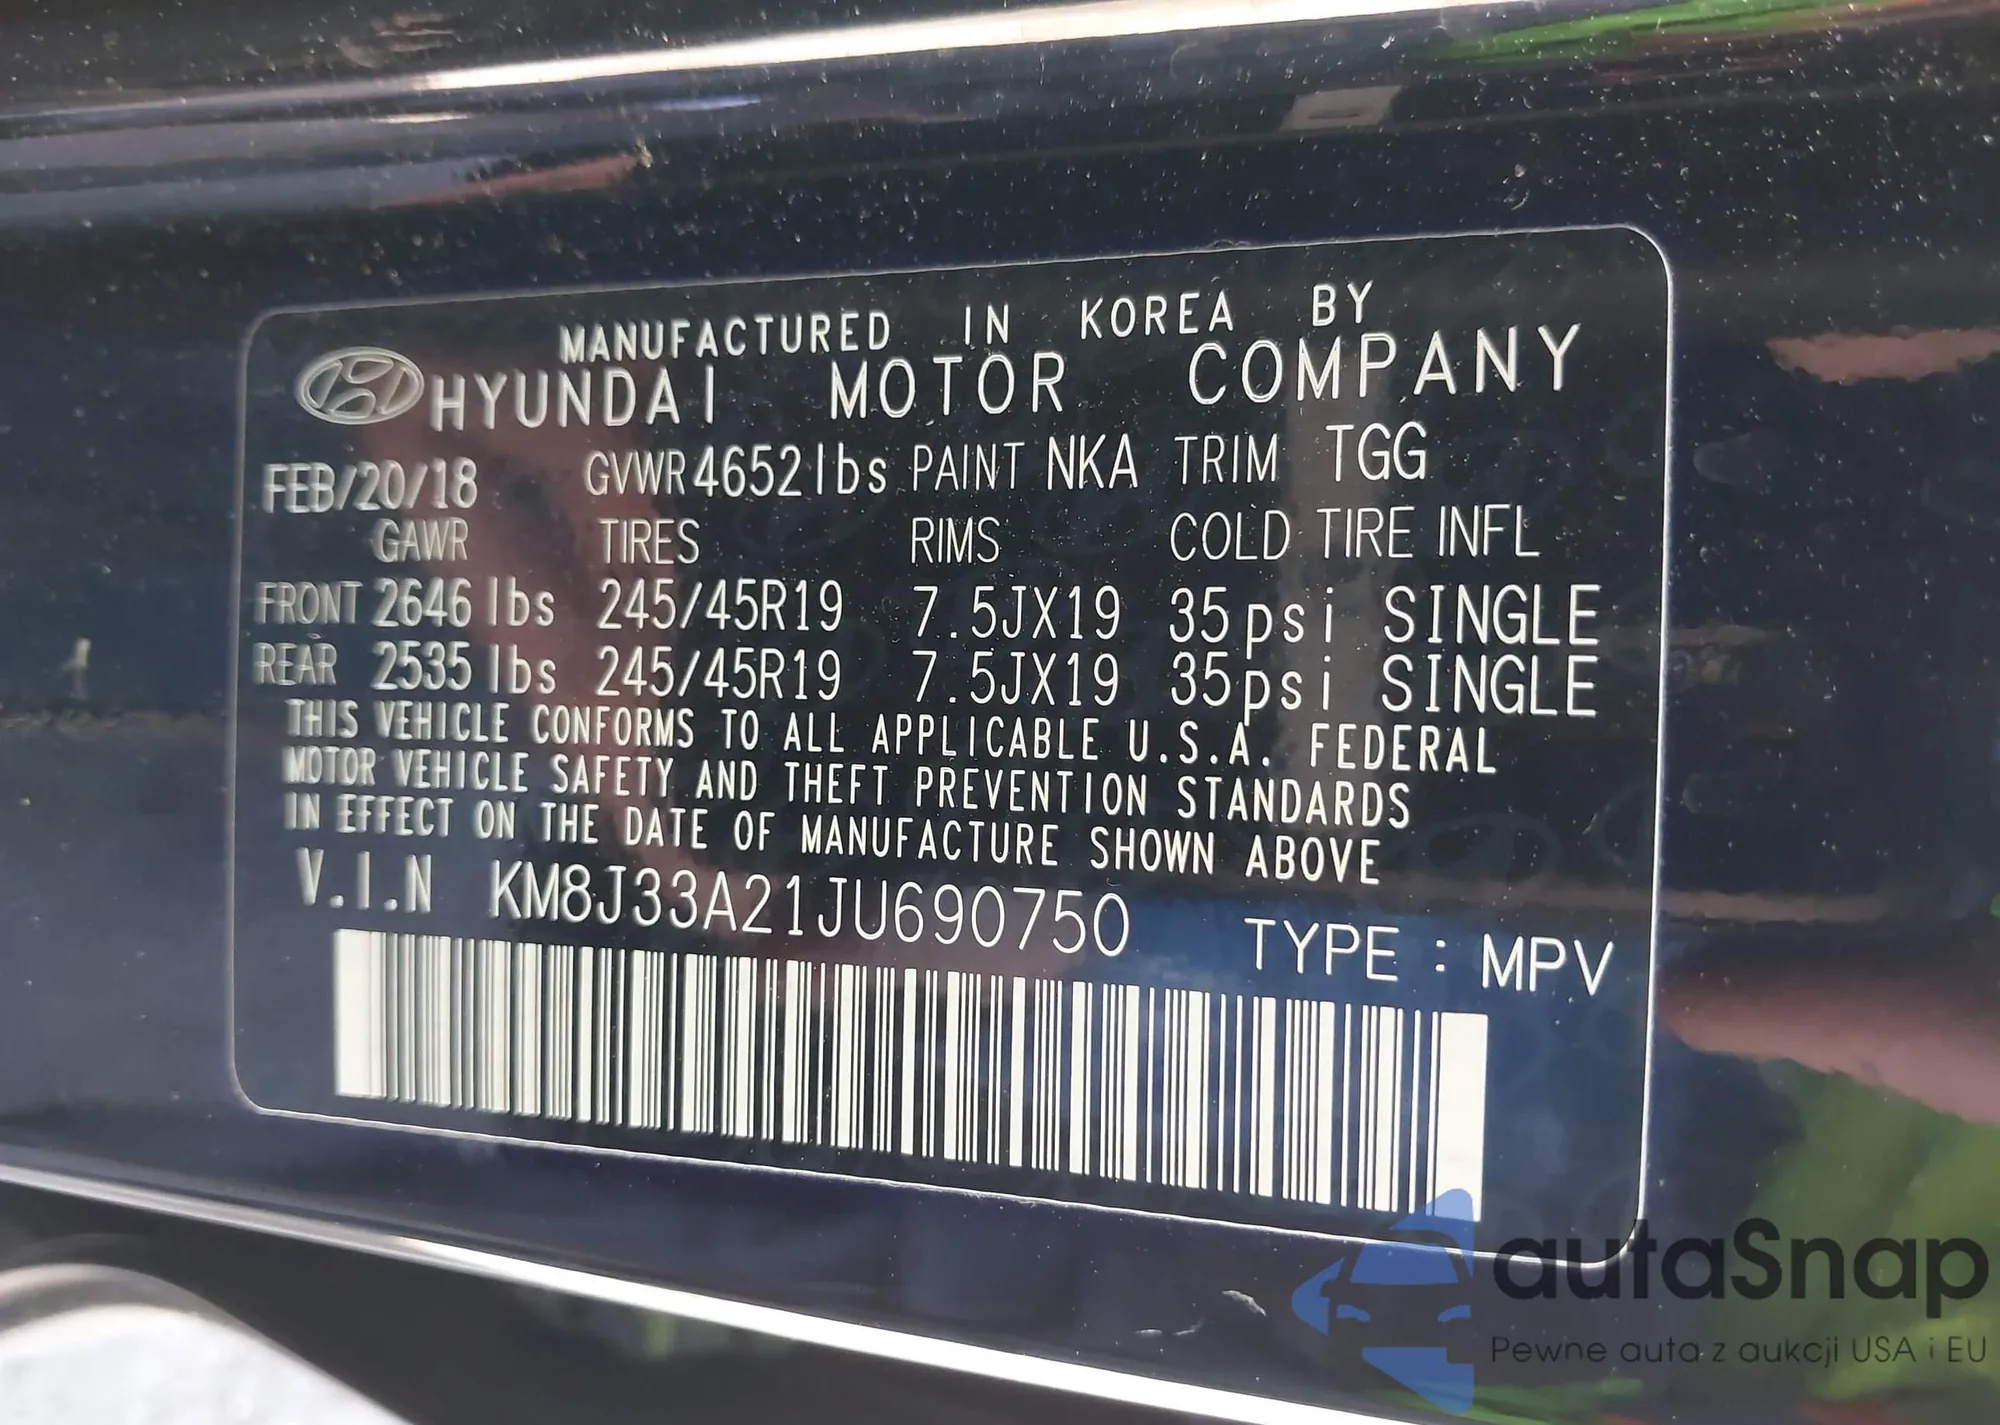 MANUFACTURED IN KOREA BY
HYUNDAI MOTOR COMPANY
FEB/20/18 GVWR 4652lbs PAINT NKA TRIM TGG
GAWR TIRES RIMS COLD TIRE INFL
FRONT 2646 lbs 245/45R19 7.5JX19 35psi SINGLE
REAR 2535 lbs 245/45R19 7.5JX19 35psi SINGLE
THIS VEHICLE CONFORMS TO ALL APPLICABLE U.S.A. FEDERAL
MOTOR VEHICLE SAFETY AND THEFT PREVENTION STANDARDS
IN EFFECT ON THE DATE OF MANUFACTURE SHOWN ABOVE
V.I.N KM8J33A21JU690750 TYPE : MPV
autaSnap
Pewne auta z aukcji USA i EU